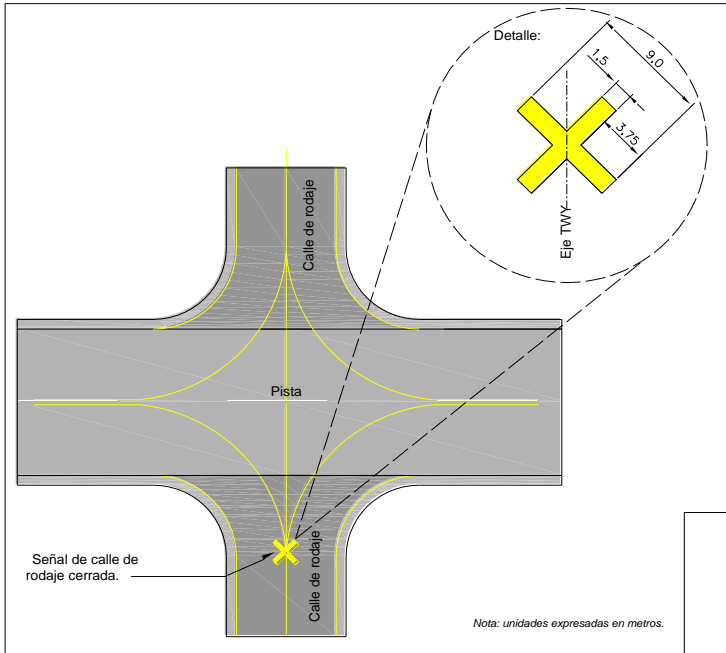 Detalle:
9,0
1,5
3,75
Eje TWY
Calle de rodaje
Pista
Calle de rodaje
Señal de calle de
rodaje cerrada.
Nota: unidades expresadas en metros.